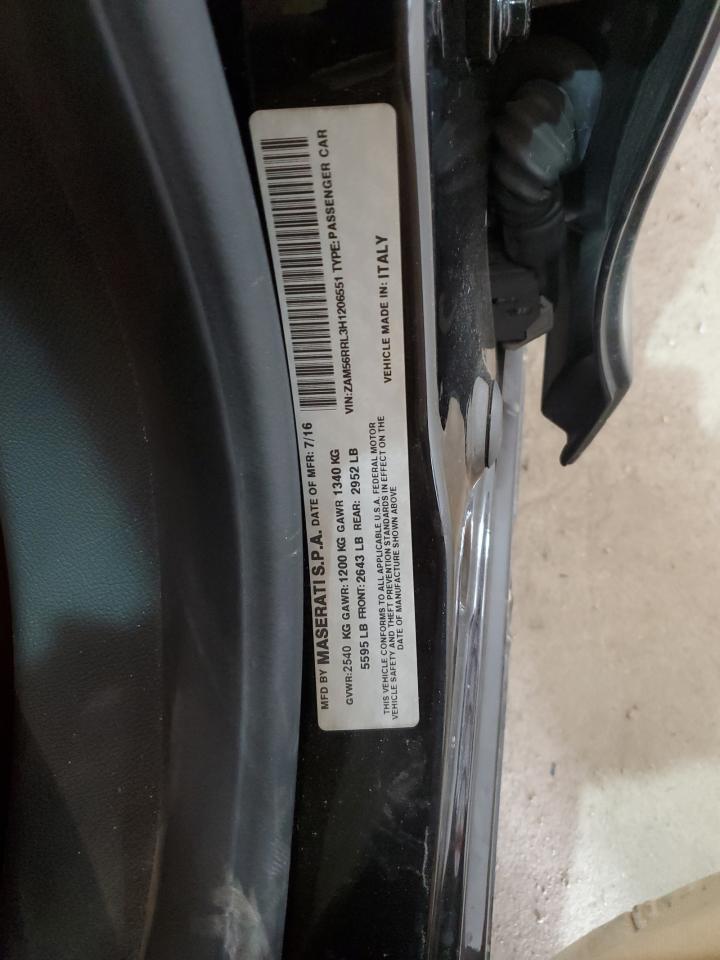 MFD BY MASERATI S.P.A. DATE OF MFR: 7/16
GVWR:2540 KG GAWR:1200 KG GAWR 1340 KG
5595 LB FRONT:2643 LB REAR: 2952 LB
VIN:ZAM56RRL3H1206551 TYPE:PASSENGER CAR
THIS VEHICLE CONFORMS TO ALL APPLICABLE U.S.A. FEDERAL MOTOR
VEHICLE SAFETY AND THEFT PREVENTION STANDARDS IN EFFECT ON THE
DATE OF MANUFACTURE SHOWN ABOVE
VEHICLE MADE IN: ITALY